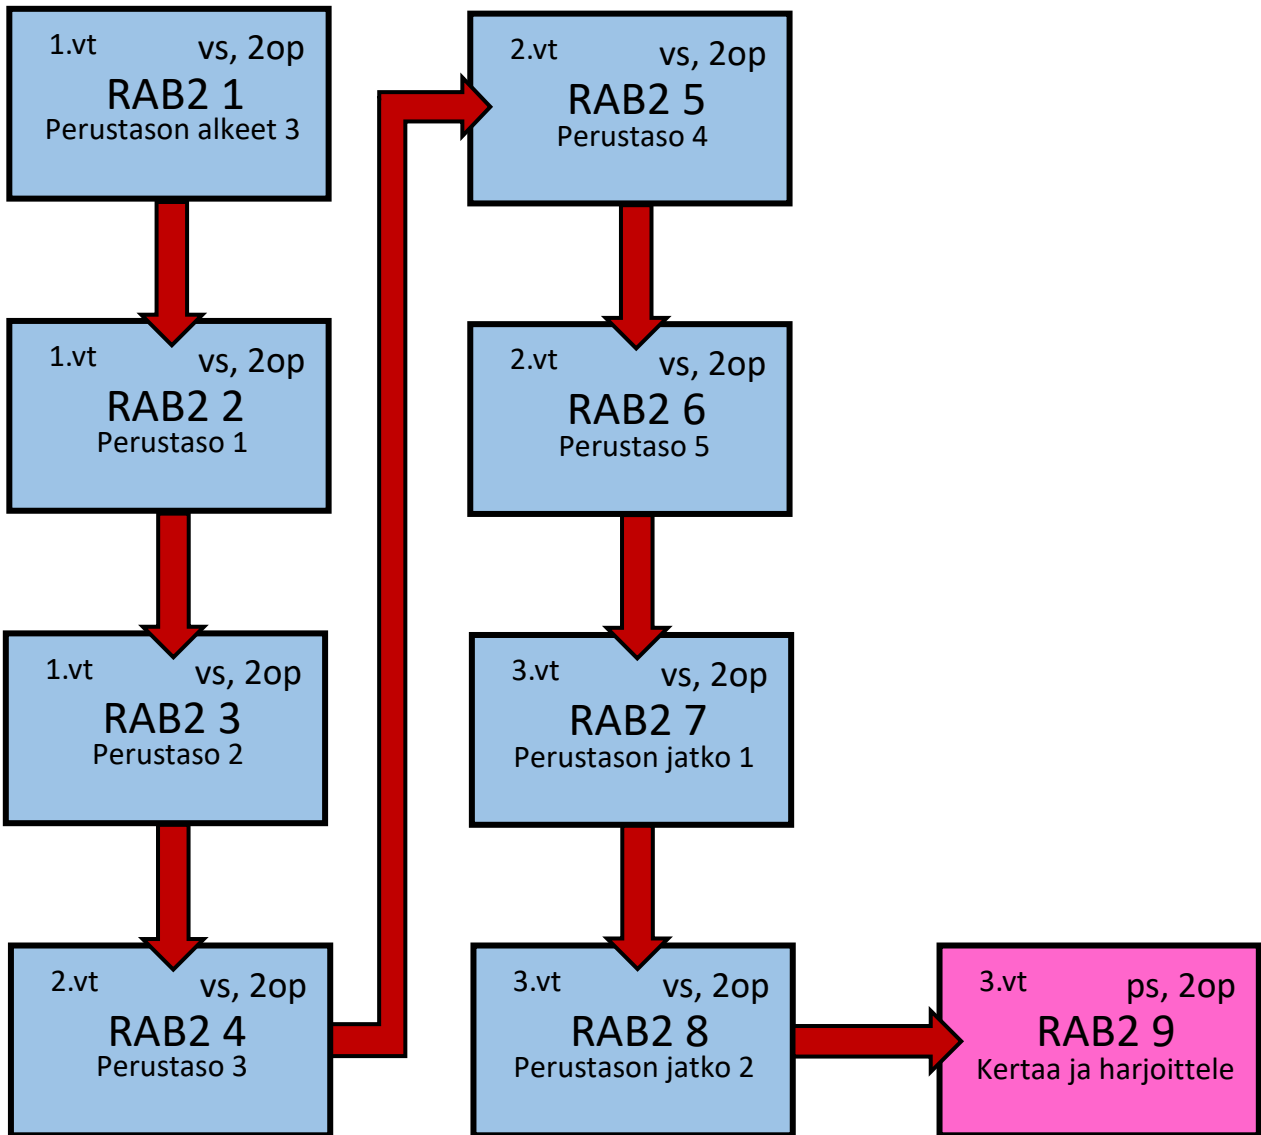 1.vt vs, 2op
RAB2 1
Perustason alkeet 3
1.vt vs, 2op
RAB2 2
Perustaso 1
1.vt vs, 2op
RAB2 3
Perustaso 2
2.vt vs, 2op
RAB2 4
Perustaso 3
2.vt vs, 2op
RAB2 5
Perustaso 4
2.vt vs, 2op
RAB2 6
Perustaso 5
3.vt vs, 2op
RAB2 7
Perustason jatko 1
3.vt vs, 2op
RAB2 8
Perustason jatko 2
3.vt ps, 2op
RAB2 9
Kertaa ja harjoittele